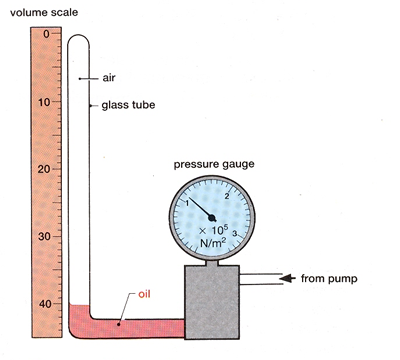 volume scale
0
air
10
glass tube
20
pressure gauge
1
2
× 10⁵
3
N/m²
30
from pump
40
oil